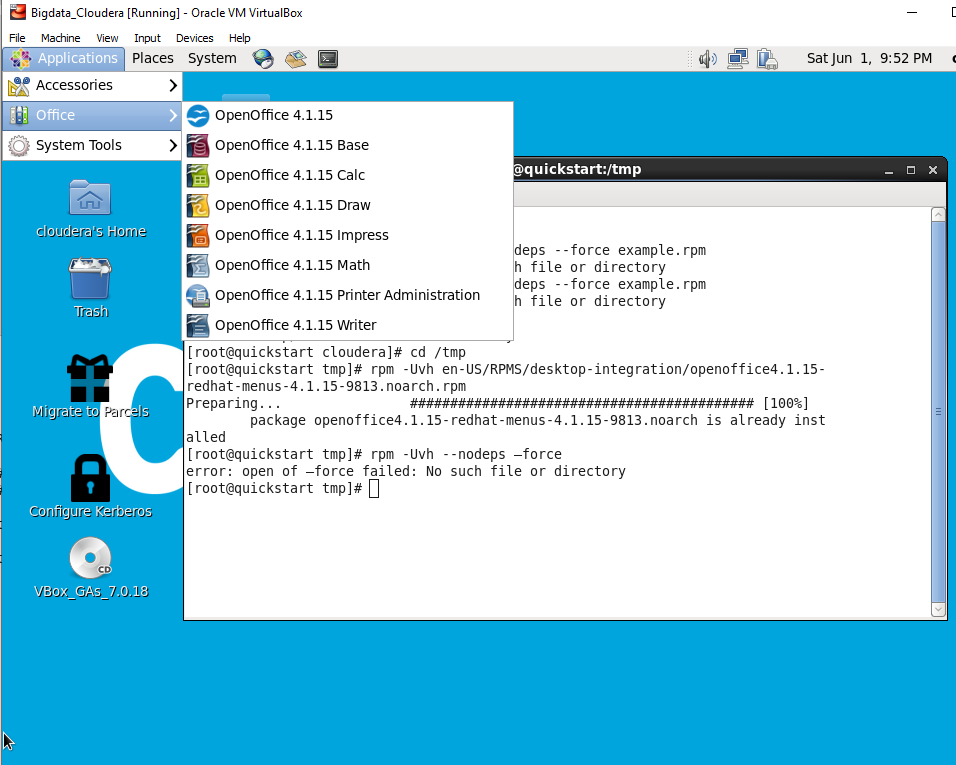 Bigdata_Cloudera [Running] - Oracle VM VirtualBox
File Machine View Input Devices Help
Applications Places System Sat Jun 1, 9:52 PM
Accessories
Office
System Tools
OpenOffice 4.1.15
OpenOffice 4.1.15 Base
OpenOffice 4.1.15 Calc
OpenOffice 4.1.15 Draw
OpenOffice 4.1.15 Impress
OpenOffice 4.1.15 Math
OpenOffice 4.1.15 Printer Administration
OpenOffice 4.1.15 Writer
cloudera's Home
Trash
Migrate to Parcels
Configure Kerberos
CD
VBox_GAs_7.0.18
@quickstart:/tmp
deps --force example.rpm
h file or directory
deps --force example.rpm
h file or directory
[root@quickstart cloudera]# cd /tmp
[root@quickstart tmp]# rpm -Uvh en-US/RPMS/desktop-integration/openoffice4.1.15-
redhat-menus-4.1.15-9813.noarch.rpm
Preparing... ########################################### [100%]
package openoffice4.1.15-redhat-menus-4.1.15-9813.noarch is already inst
alled
[root@quickstart tmp]# rpm -Uvh --nodeps –force
error: open of –force failed: No such file or directory
[root@quickstart tmp]#